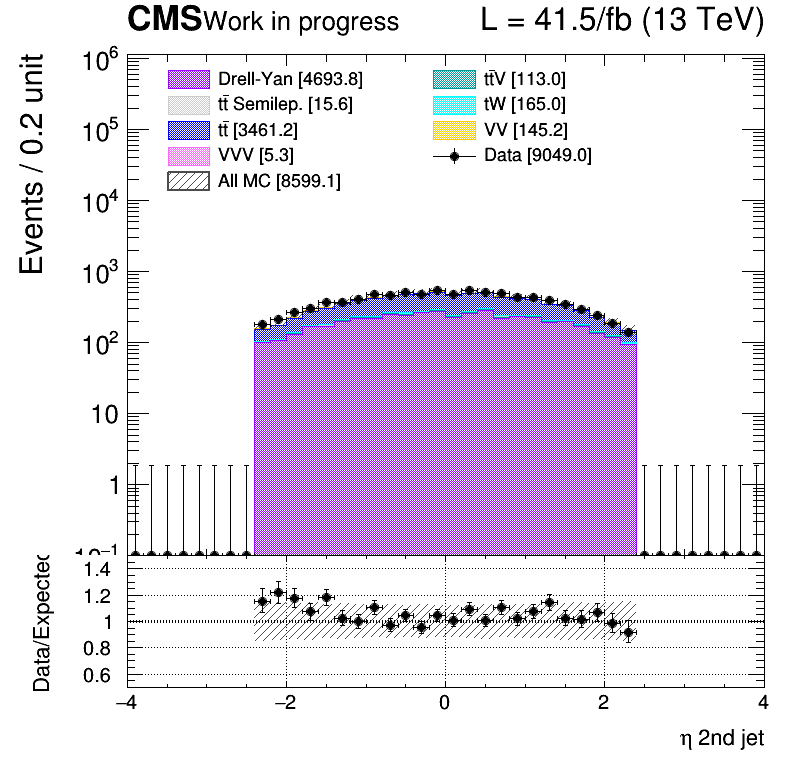 CMS Work in progress L = 41.5/fb (13 TeV)
Events / 0.2 unit
10⁶
10⁵
10⁴
10³
10²
10
1
10⁻¹
Drell-Yan [4693.8]
tt̄ Semilep. [15.6]
tt̄ [3461.2]
VVV [5.3]
All MC [8599.1]
tt̄V [113.0]
tW [165.0]
VV [145.2]
Data [9049.0]
Data/Expected
1.4
1.2
1
0.8
0.6
−4 −2 0 2 4
η 2nd jet